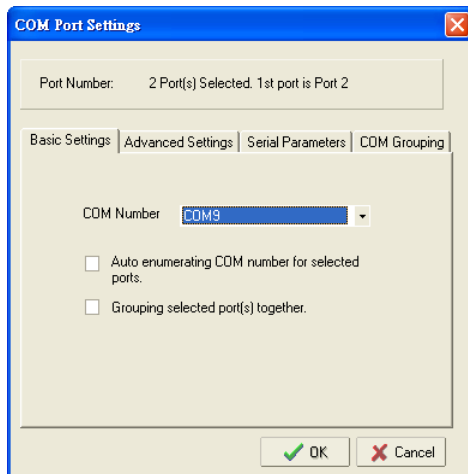 COM Port Settings
Port Number: 2 Port(s) Selected. 1st port is Port 2
Basic Settings Advanced Settings Serial Parameters COM Grouping
COM Number COM9
Auto enumerating COM number for selected
ports.
Grouping selected port(s) together.
OK Cancel